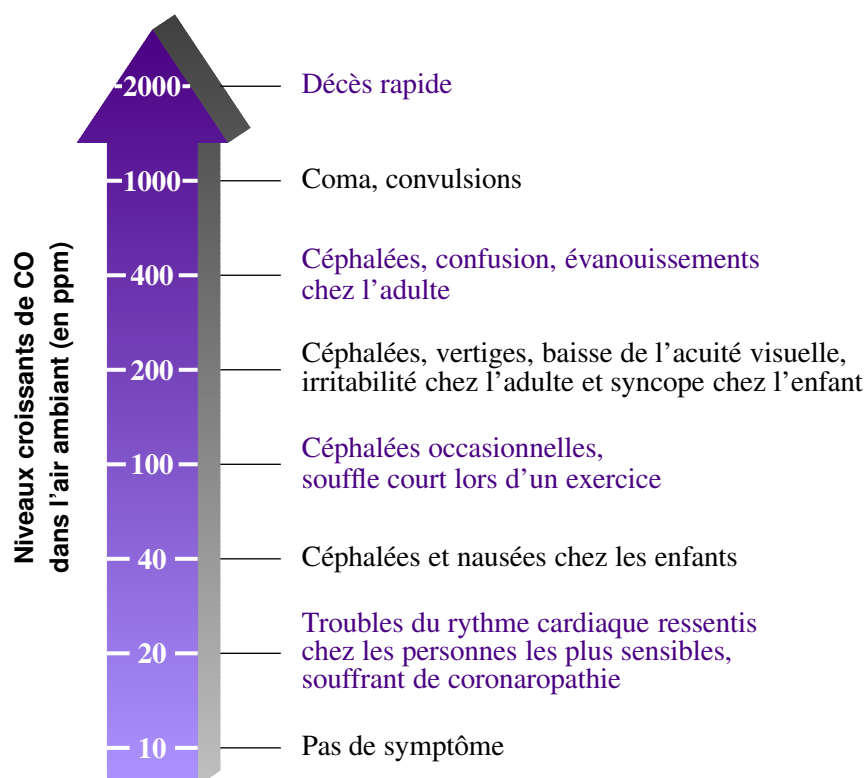 Niveaux croissants de CO
dans l'air ambiant (en ppm)
2000
Décès rapide
1000
Coma, convulsions
400
Céphalées, confusion, évanouissements
chez l'adulte
200
Céphalées, vertiges, baisse de l'acuité visuelle,
irritabilité chez l'adulte et syncope chez l'enfant
100
Céphalées occasionnelles,
souffle court lors d'un exercice
40
Céphalées et nausées chez les enfants
20
Troubles du rythme cardiaque ressentis
chez les personnes les plus sensibles,
souffrant de coronaropathie
10
Pas de symptôme